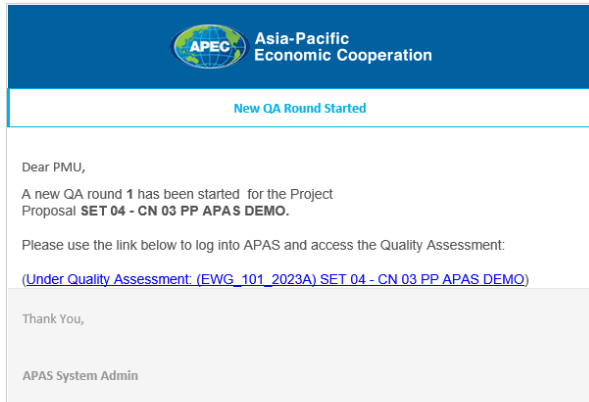 APEC
Asia-Pacific
Economic Cooperation
New QA Round Started
Dear PMU,
A new QA round 1 has been started for the Project
Proposal SET 04 - CN 03 PP APAS DEMO.
Please use the link below to log into APAS and access the Quality Assessment:
(Under Quality Assessment: (EWG_101_2023A) SET 04 - CN 03 PP APAS DEMO)
Thank You,
APAS System Admin